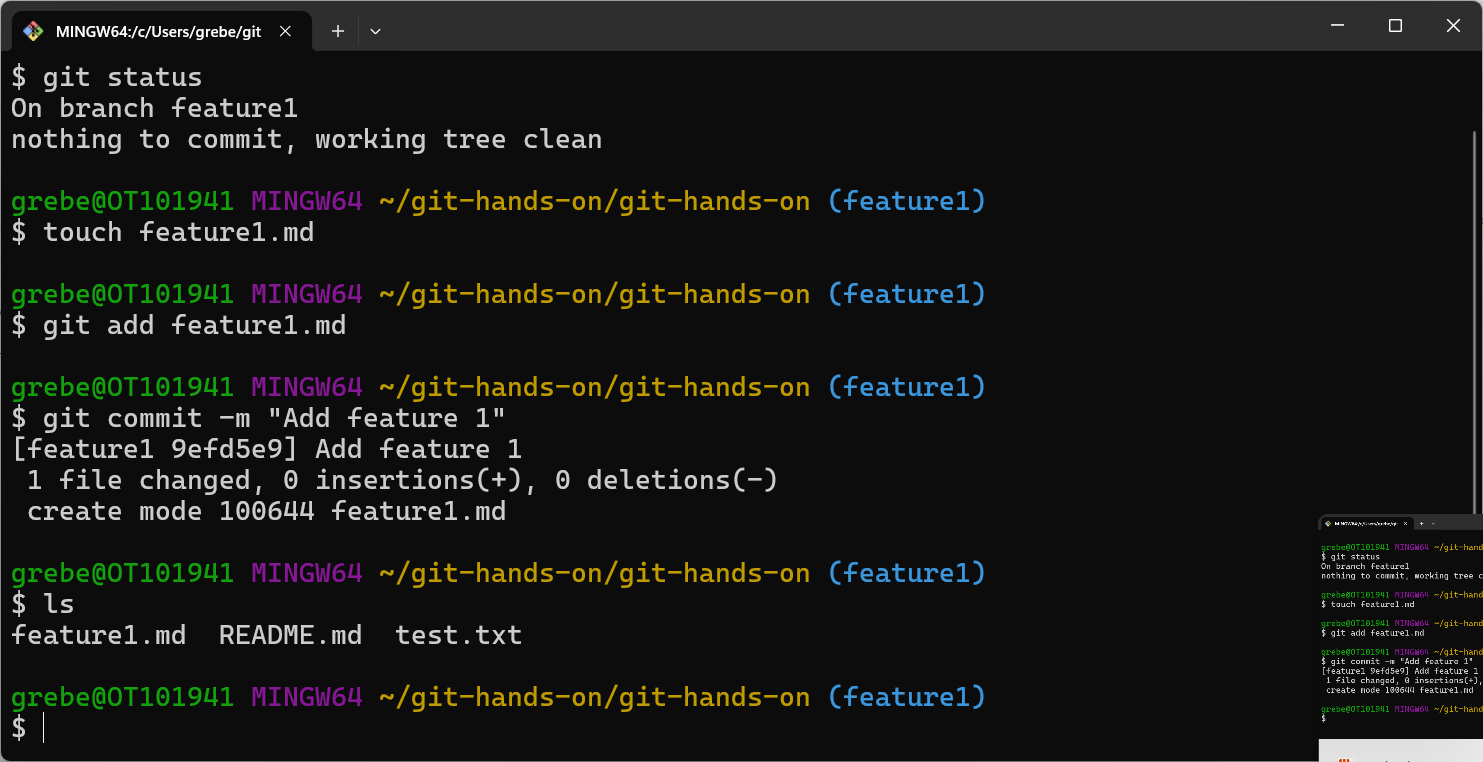 MINGW64:/c/Users/grebe/git
$ git status
On branch feature1
nothing to commit, working tree clean
grebe@OT101941 MINGW64 ~/git-hands-on/git-hands-on (feature1)
$ touch feature1.md
grebe@OT101941 MINGW64 ~/git-hands-on/git-hands-on (feature1)
$ git add feature1.md
grebe@OT101941 MINGW64 ~/git-hands-on/git-hands-on (feature1)
$ git commit -m "Add feature 1"
[feature1 9efd5e9] Add feature 1
 1 file changed, 0 insertions(+), 0 deletions(-)
 create mode 100644 feature1.md
grebe@OT101941 MINGW64 ~/git-hands-on/git-hands-on (feature1)
$ ls
feature1.md  README.md  test.txt
grebe@OT101941 MINGW64 ~/git-hands-on/git-hands-on (feature1)
$
MINGW64:/c/Users/grebe/git
grebe@OT101941 MINGW64 ~/git-hand
$ git status
On branch feature1
nothing to commit, working tree c
grebe@OT101941 MINGW64 ~/git-hand
$ touch feature1.md
grebe@OT101941 MINGW64 ~/git-hand
$ git add feature1.md
grebe@OT101941 MINGW64 ~/git-hand
$ git commit -m "Add feature 1"
[feature1 9efd5e9] Add feature 1
 1 file changed, 0 insertions(+),
 create mode 100644 feature1.md
grebe@OT101941 MINGW64 ~/git-hand
$